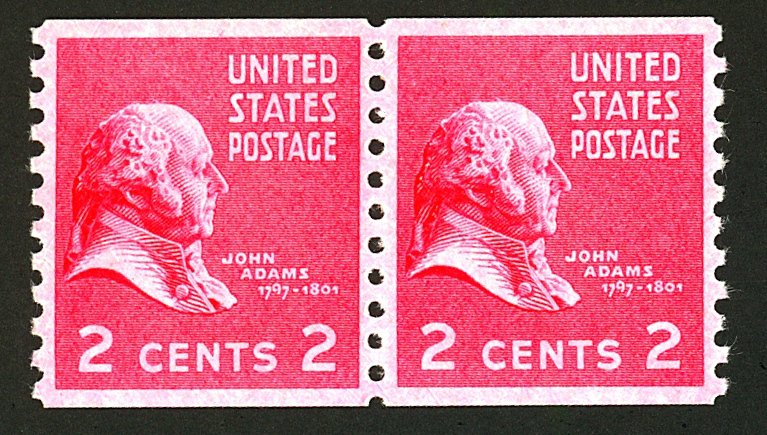 UNITED
STATES
POSTAGE
JOHN
ADAMS
1797-1801
2 CENTS 2
UNITED
STATES
POSTAGE
JOHN
ADAMS
1797-1801
2 CENTS 2